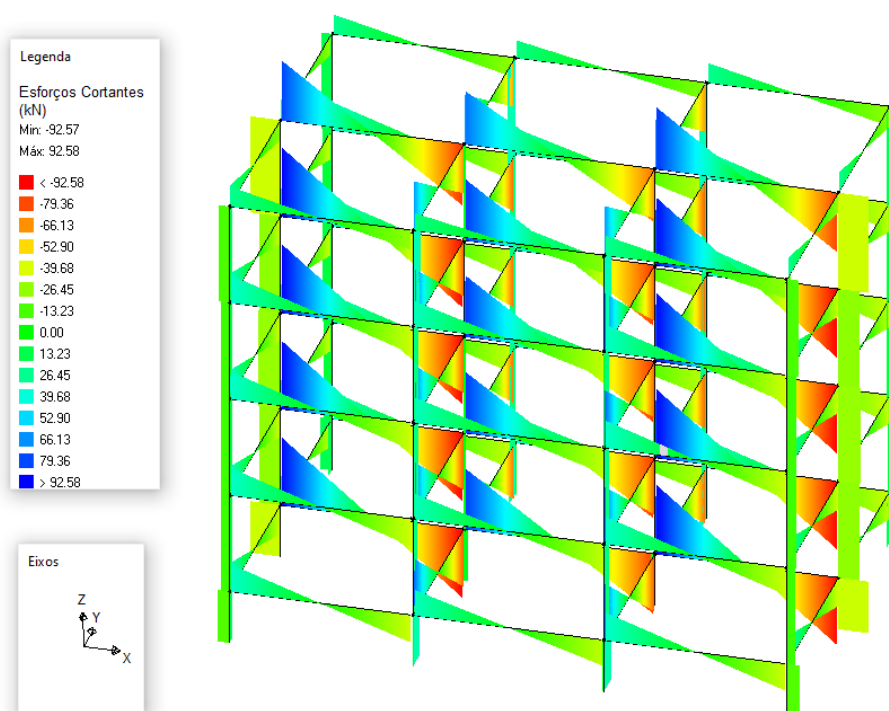 Legenda
Esforços Cortantes
(kN)
Min: -92.57
Máx: 92.58
< -92.58
-79.36
-66.13
-52.90
-39.68
-26.45
-13.23
0.00
13.23
26.45
39.68
52.90
66.13
79.36
> 92.58
Eixos
Z
Y
X